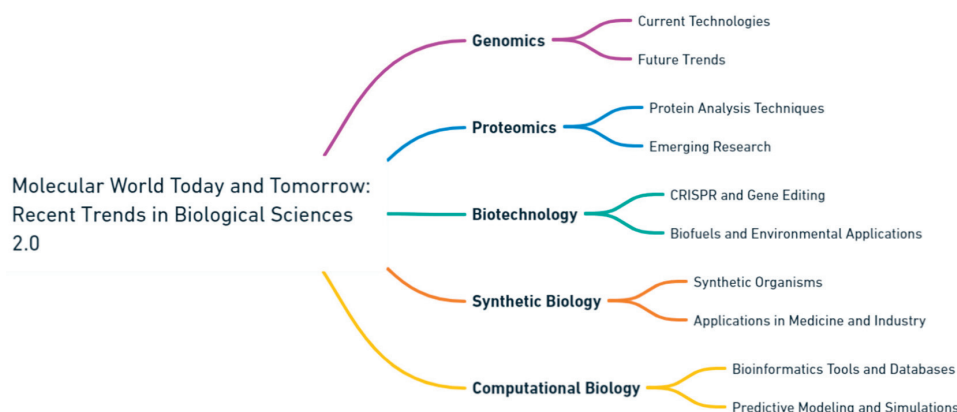 Molecular World Today and Tomorrow:
Recent Trends in Biological Sciences
2.0
Genomics
Current Technologies
Future Trends
Proteomics
Protein Analysis Techniques
Emerging Research
Biotechnology
CRISPR and Gene Editing
Biofuels and Environmental Applications
Synthetic Biology
Synthetic Organisms
Applications in Medicine and Industry
Computational Biology
Bioinformatics Tools and Databases
Predictive Modeling and Simulations